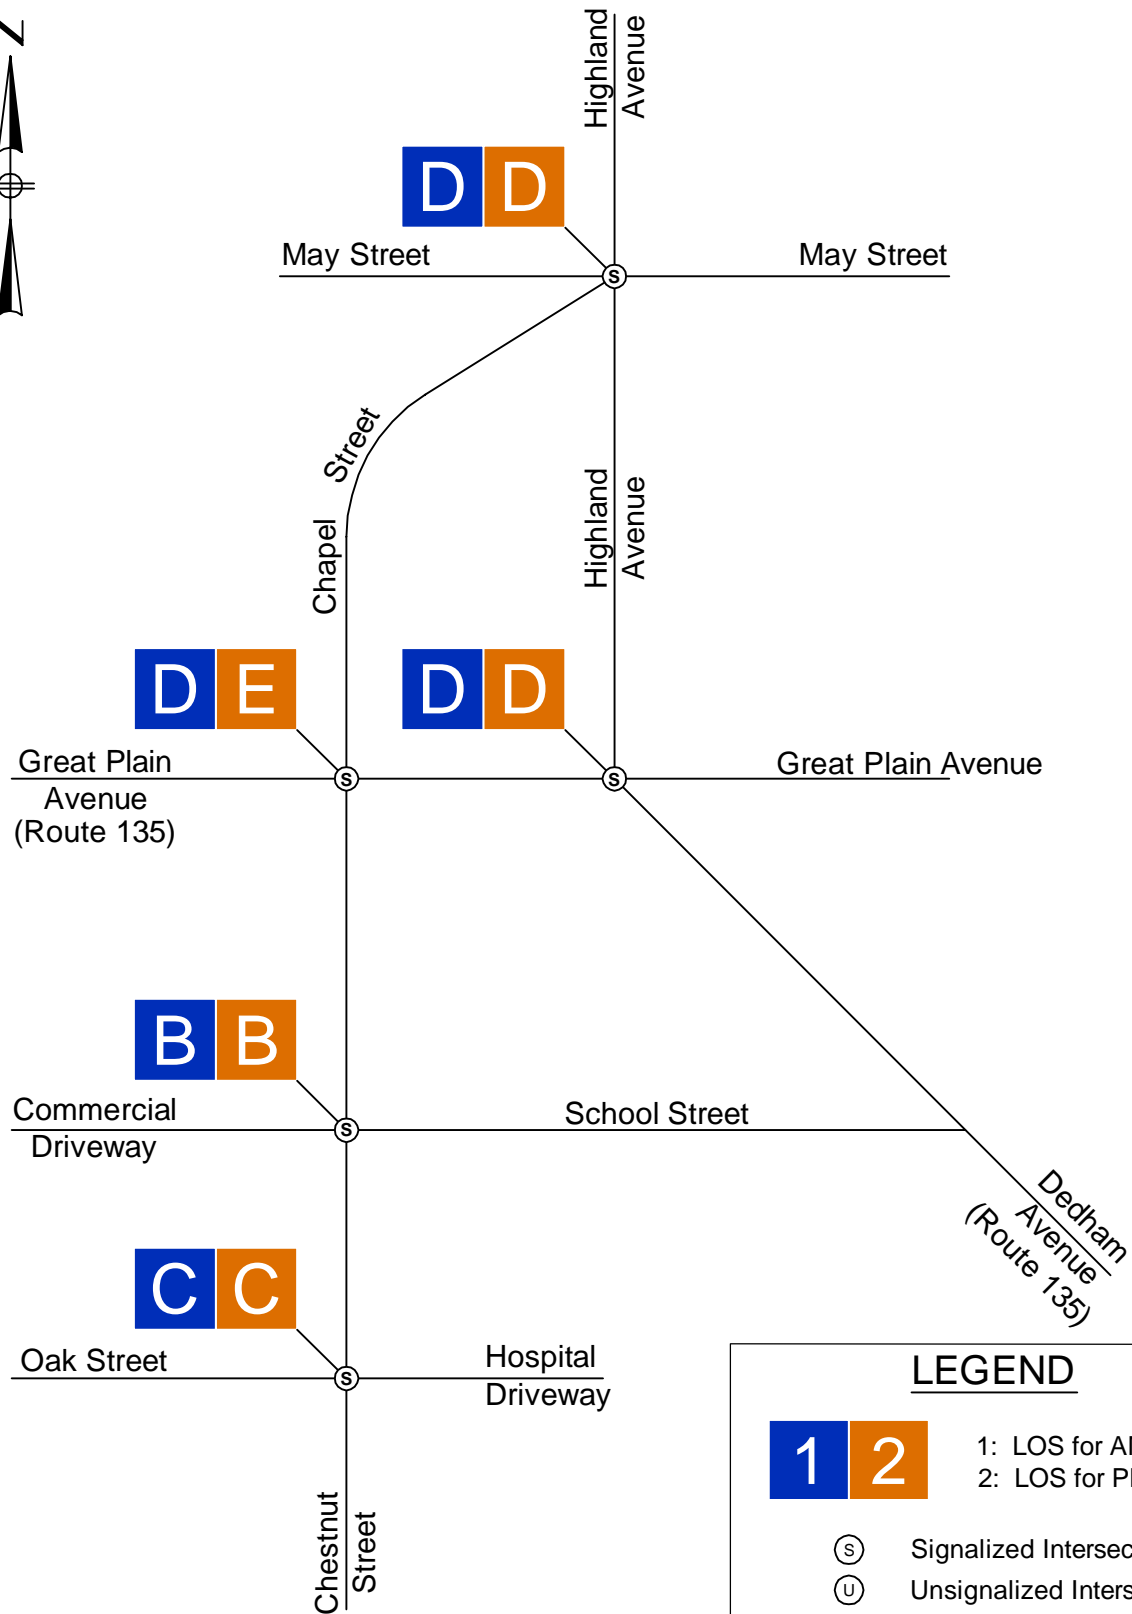 Highland
Avenue
D D
May Street
May Street
S
Street
Chapel
Highland
Avenue
D E
D D
Great Plain
Avenue
(Route 135)
S
S
Great Plain Avenue
B B
Commercial
Driveway
S
School Street
Dedham
Avenue
(Route 135)
C C
Oak Street
S
Hospital
Driveway
Chestnut
Street
LEGEND
1 2
1: LOS for
2: LOS for
S Signalized
U Unsignalized